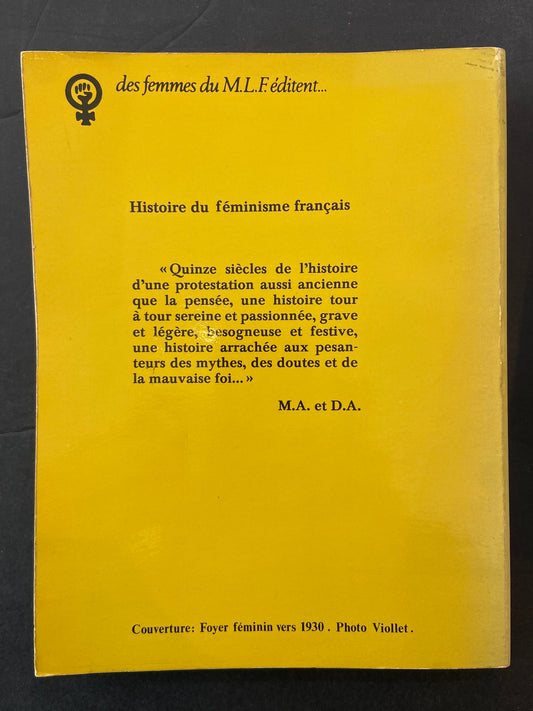 des femmes du M.L.F. éditent...
Histoire du féminisme français
« Quinze siècles de l'histoire
d'une protestation aussi ancienne
que la pensée, une histoire tour
à tour sereine et passionnée, grave
et légère, besogneuse et festive,
une histoire arrachée aux pesan-
teurs des mythes, des doutes et de
la mauvaise foi... »
M.A. et D.A.
Couverture: Foyer féminin vers 1930. Photo Viollet.